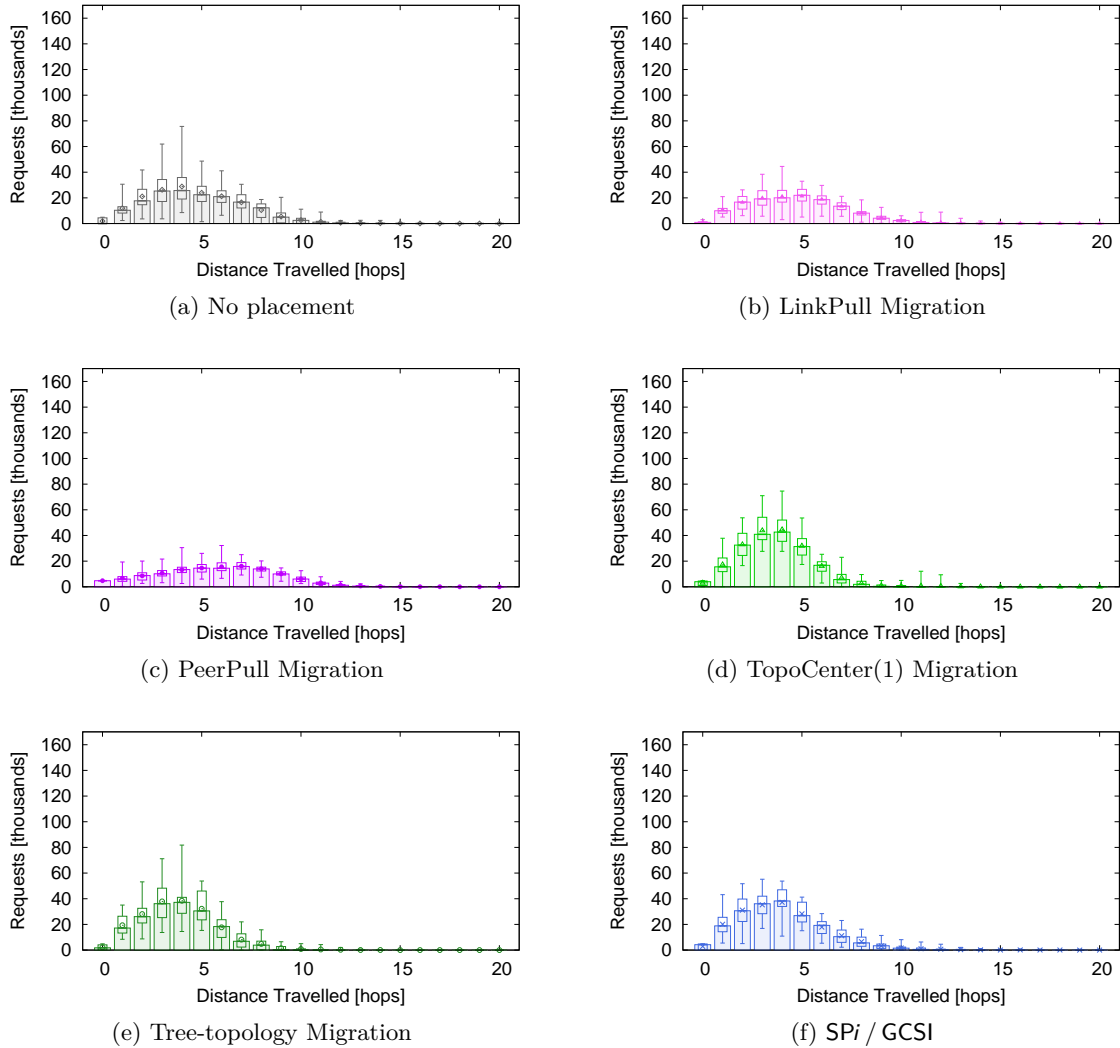 Requests [thousands]
160
140
120
100
80
60
40
20
0
0 5 10 15 20
Distance Travelled [hops]
(a) No placement
Requests [thousands]
160
140
120
100
80
60
40
20
0
0 5 10 15 20
Distance Travelled [hops]
(b) LinkPull Migration
Requests [thousands]
160
140
120
100
80
60
40
20
0
0 5 10 15 20
Distance Travelled [hops]
(c) PeerPull Migration
Requests [thousands]
160
140
120
100
80
60
40
20
0
0 5 10 15 20
Distance Travelled [hops]
(d) TopoCenter(1) Migration
Requests [thousands]
160
140
120
100
80
60
40
20
0
0 5 10 15 20
Distance Travelled [hops]
(e) Tree-topology Migration
Requests [thousands]
160
140
120
100
80
60
40
20
0
0 5 10 15 20
Distance Travelled [hops]
(f) SPi / GCSI